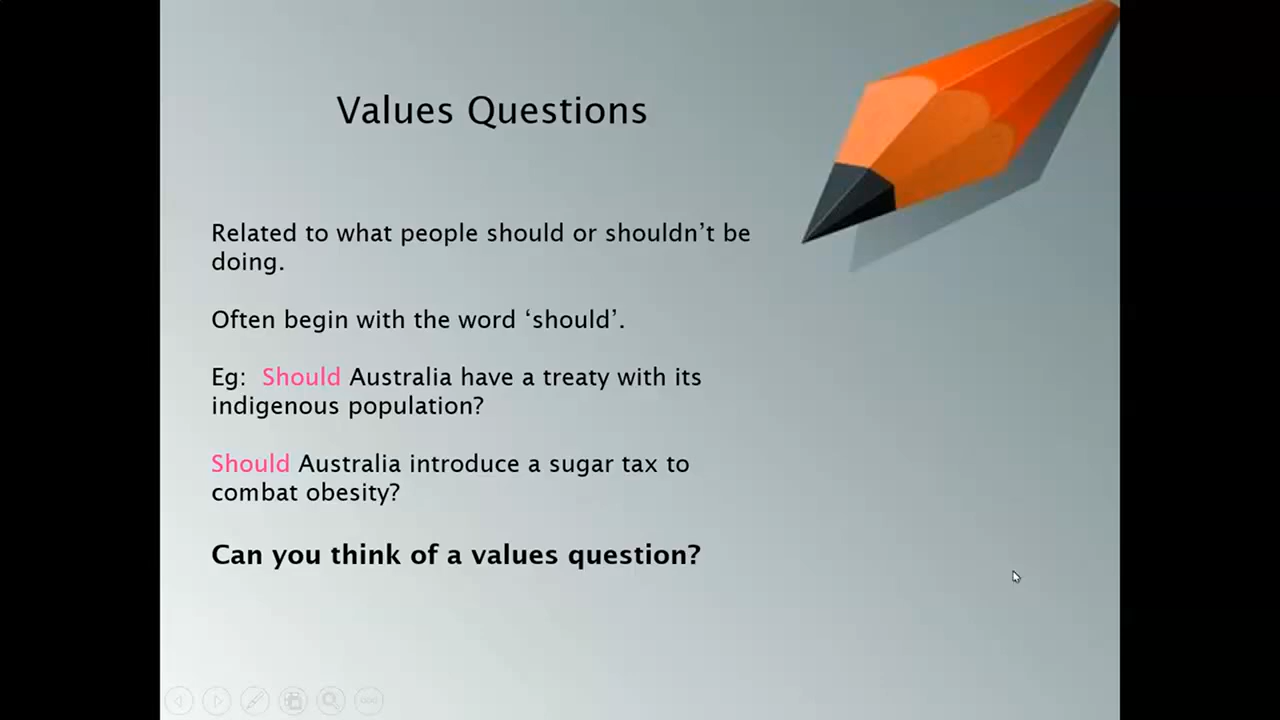 Values Questions
Related to what people should or shouldn’t be
doing.
Often begin with the word ‘should’.
Eg:  Should Australia have a treaty with its
indigenous population?
Should Australia introduce a sugar tax to
combat obesity?
Can you think of a values question?